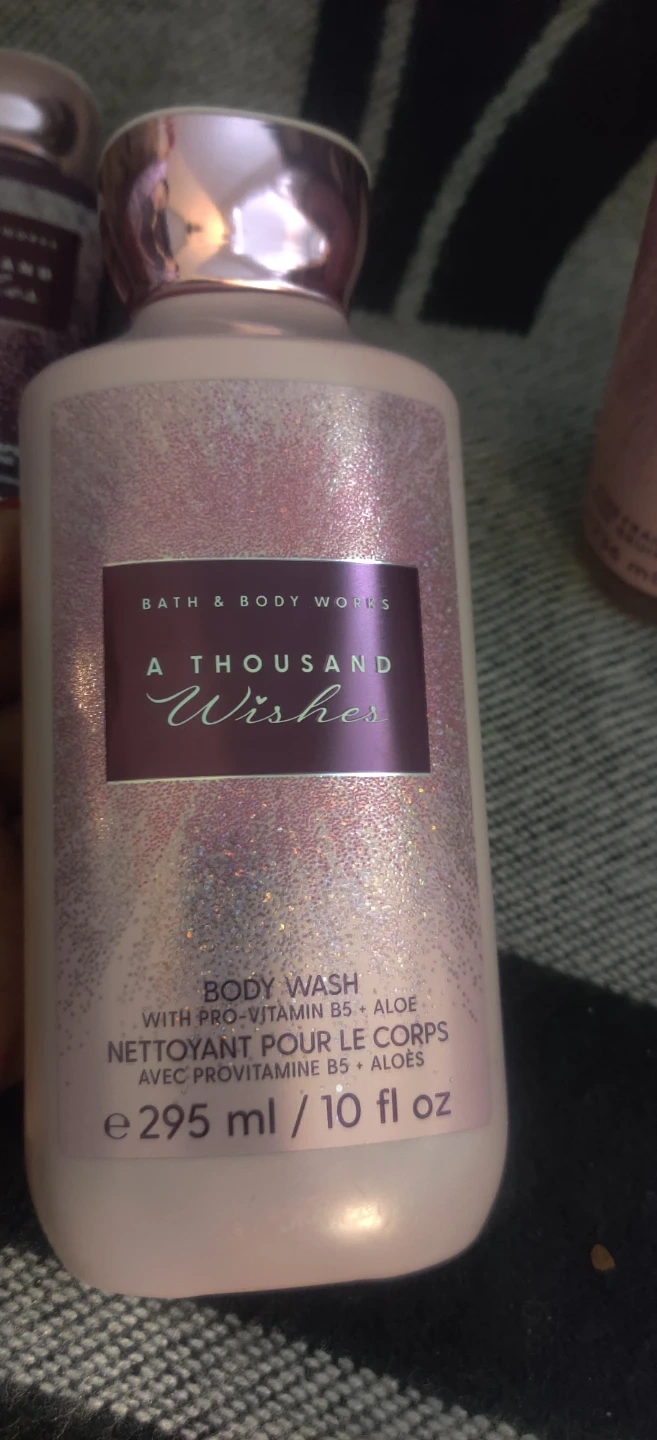 BATH & BODY WORKS
A THOUSAND
Wishes
BODY WASH
WITH PRO-VITAMIN B5 + ALOE
NETTOYANT POUR LE CORPS
AVEC PROVITAMINE B5 + ALOÈS
e 295 ml / 10 fl oz